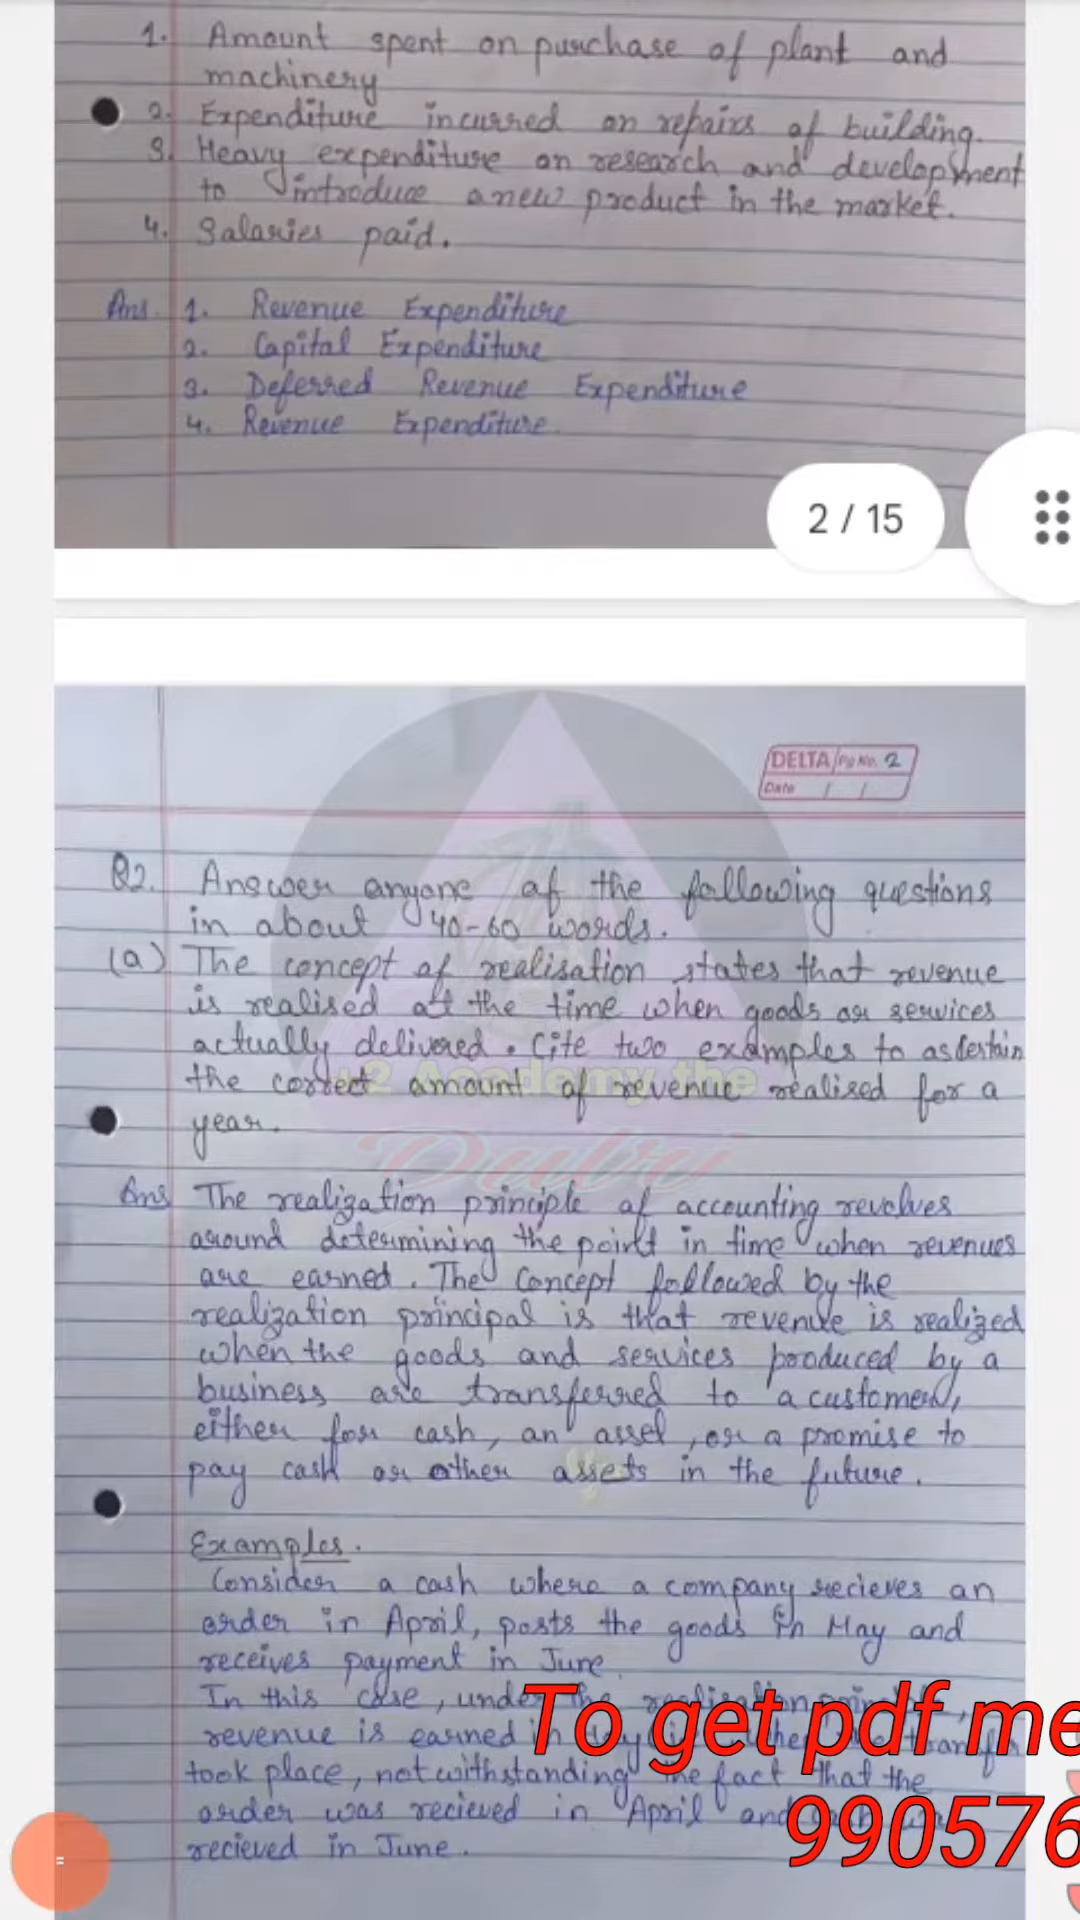 1. Amount spent on purchase of plant and
machinery
2. Expenditure incurred on repairs of building.
3. Heavy expenditure on research and development
to introduce a new product in the market.
4. Salaries paid.
Ans. 1. Revenue Expenditure
2. Capital Expenditure
3. Deferred Revenue Expenditure
4. Revenue Expenditure
2 / 15
DELTA Pg No. 2
Date / /
Q2. Answer anyone of the following questions
in about 40-60 words.
(a) The concept of realisation states that revenue
is realised at the time when goods or services
actually delivered. Cite two examples to ascertain
the correct amount of revenue realised for a
year.
2 Academy the
Ans The realization principle of accounting revolves
around determining the point in time when revenues
are earned. The concept followed by the
realization principal is that revenue is realized
when the goods and services produced by a
business are transferred to a customer,
either for cash, an asset, or a promise to
pay cash or other assets in the future.
Examples.
Consider a cash where a company recieves an
order in April, posts the goods in May and
receives payment in June.
In this case, under the realisation
revenue is earned in
took place, notwithstanding the fact that the
order was recieved in April and
recieved in June.
To get pdf me
990576